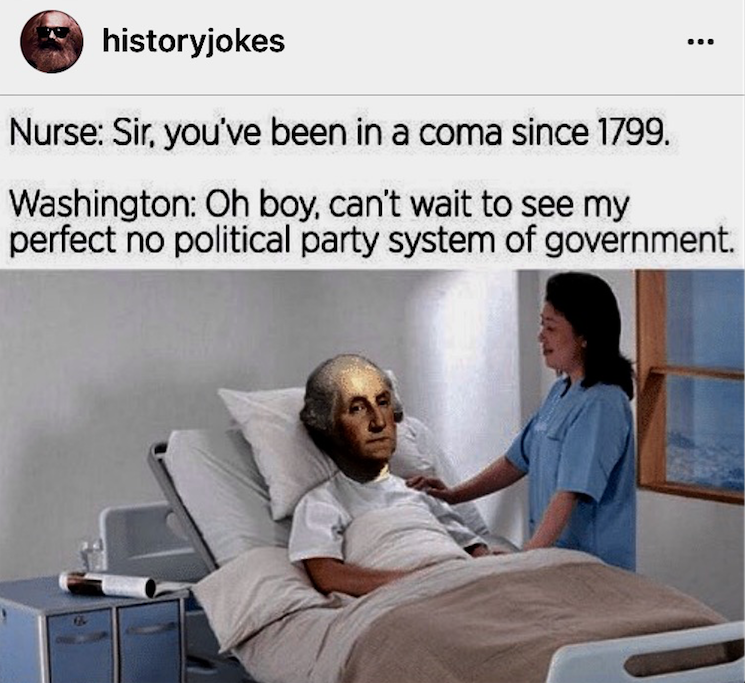 historyjokes
Nurse: Sir, you've been in a coma since 1799.
Washington: Oh boy, can't wait to see my
perfect no political party system of government.